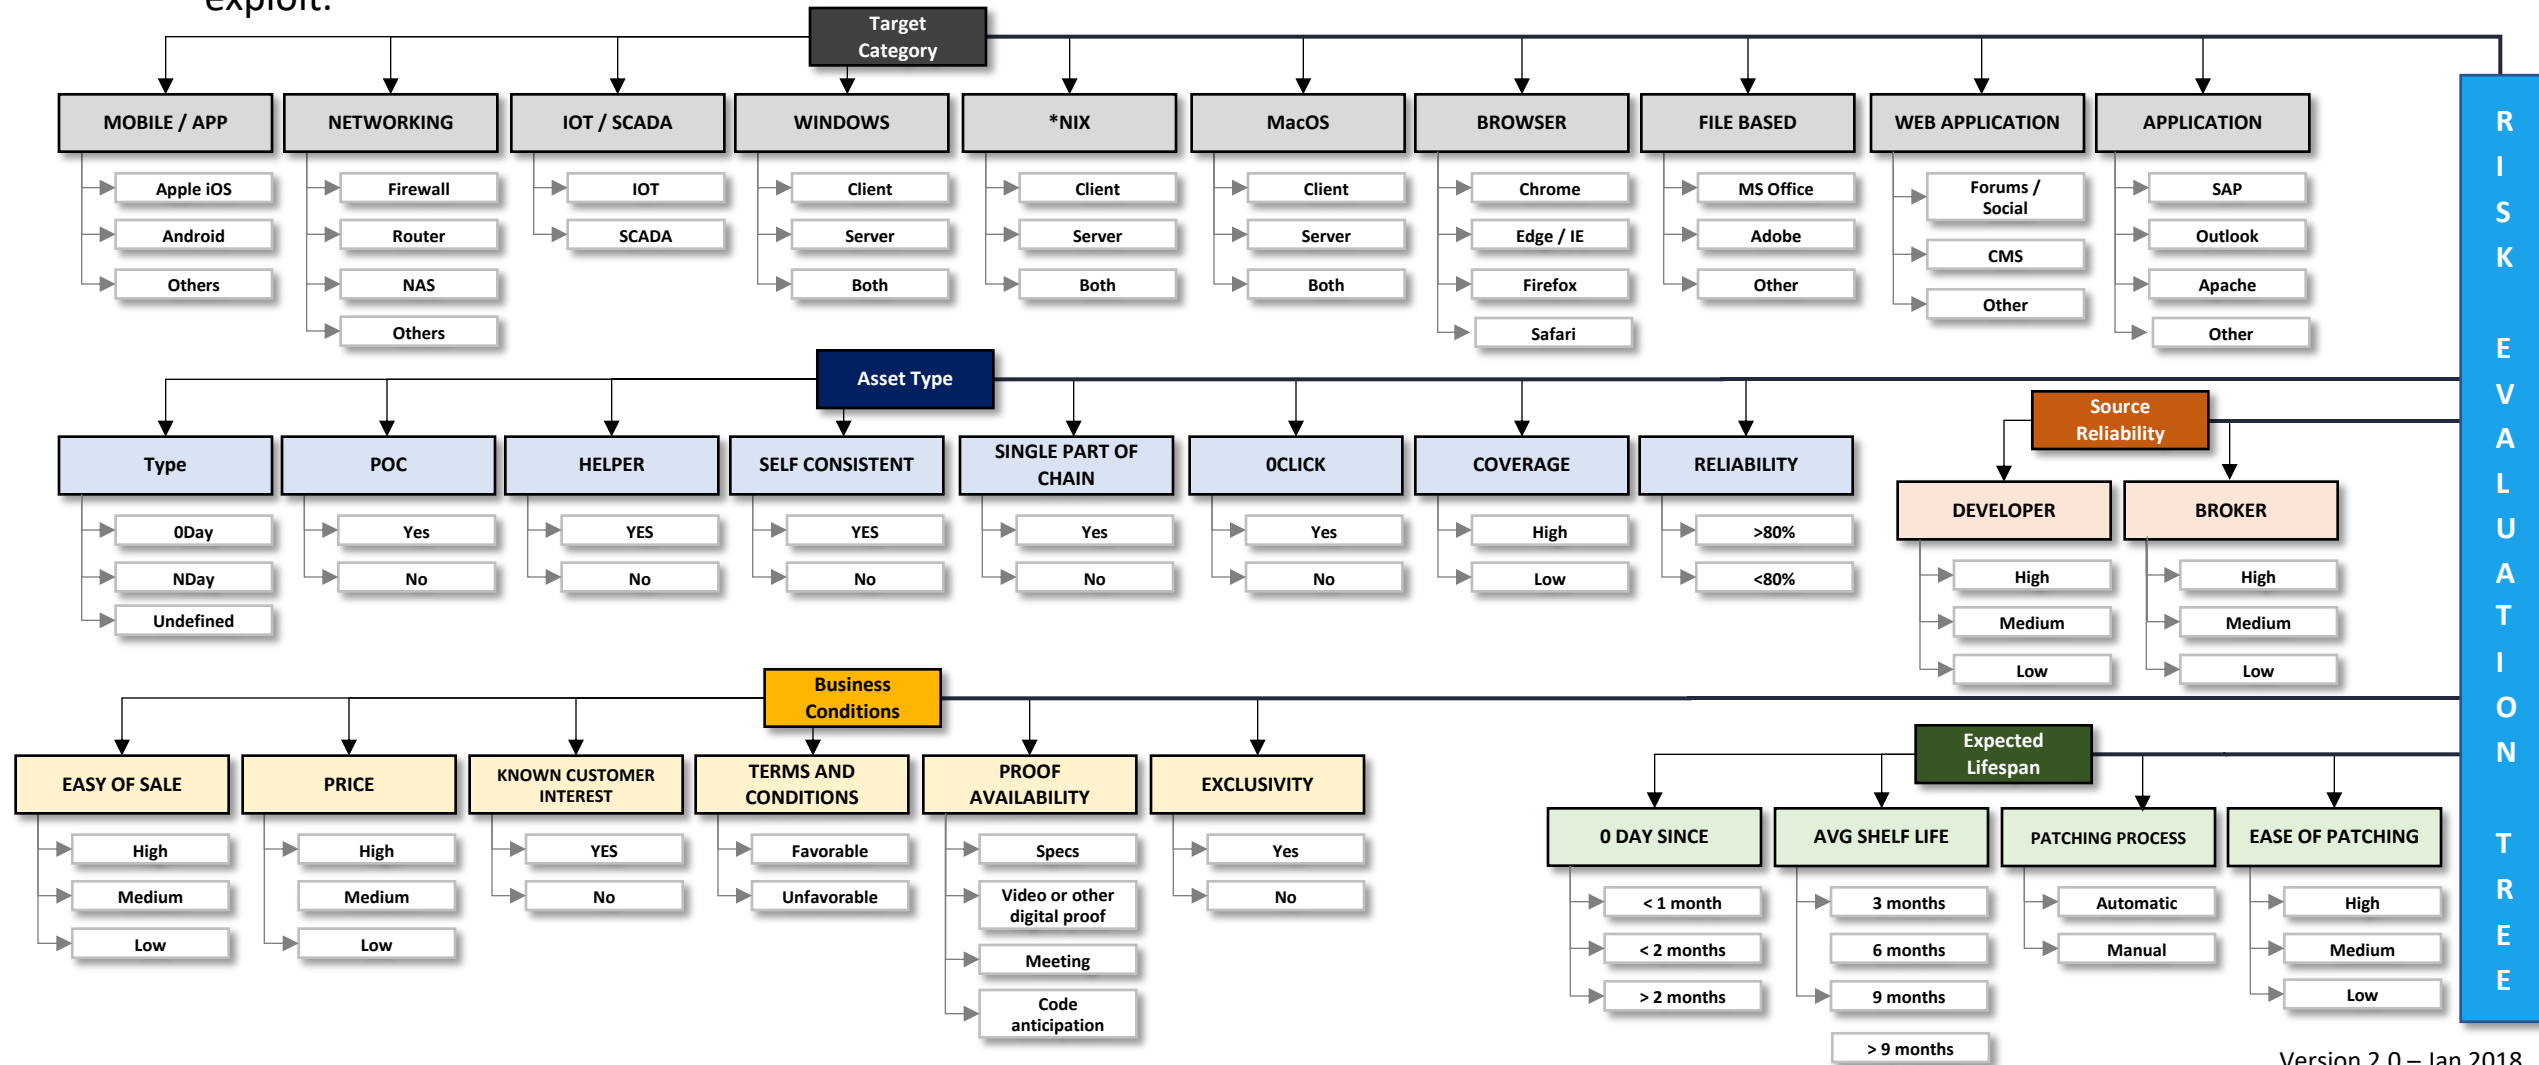 exploit.
Target
Category
MOBILE / APP
NETWORKING
IOT / SCADA
WINDOWS
*NIX
MacOS
BROWSER
FILE BASED
WEB APPLICATION
APPLICATION
Apple iOS
Android
Others
Firewall
Router
NAS
Others
IOT
SCADA
Client
Server
Both
Client
Server
Both
Client
Server
Both
Chrome
Edge / IE
Firefox
Safari
MS Office
Adobe
Other
Forums /
Social
CMS
Other
SAP
Outlook
Apache
Other
Asset Type
Type
POC
HELPER
SELF CONSISTENT
SINGLE PART OF
CHAIN
0CLICK
COVERAGE
RELIABILITY
0Day
NDay
Undefined
Yes
No
YES
No
YES
No
Yes
No
Yes
No
High
Low
>80%
<80%
Source
Reliability
DEVELOPER
BROKER
High
Medium
Low
High
Medium
Low
Business
Conditions
EASY OF SALE
PRICE
KNOWN CUSTOMER
INTEREST
TERMS AND
CONDITIONS
PROOF
AVAILABILITY
EXCLUSIVITY
High
Medium
Low
High
Medium
Low
YES
No
Favorable
Unfavorable
Specs
Video or other
digital proof
Meeting
Code
anticipation
Yes
No
Expected
Lifespan
0 DAY SINCE
AVG SHELF LIFE
PATCHING PROCESS
EASE OF PATCHING
< 1 month
< 2 months
> 2 months
3 months
6 months
9 months
> 9 months
Automatic
Manual
High
Medium
Low
RISK EVALUATION TREE
Version 2.0 – Jan 2018